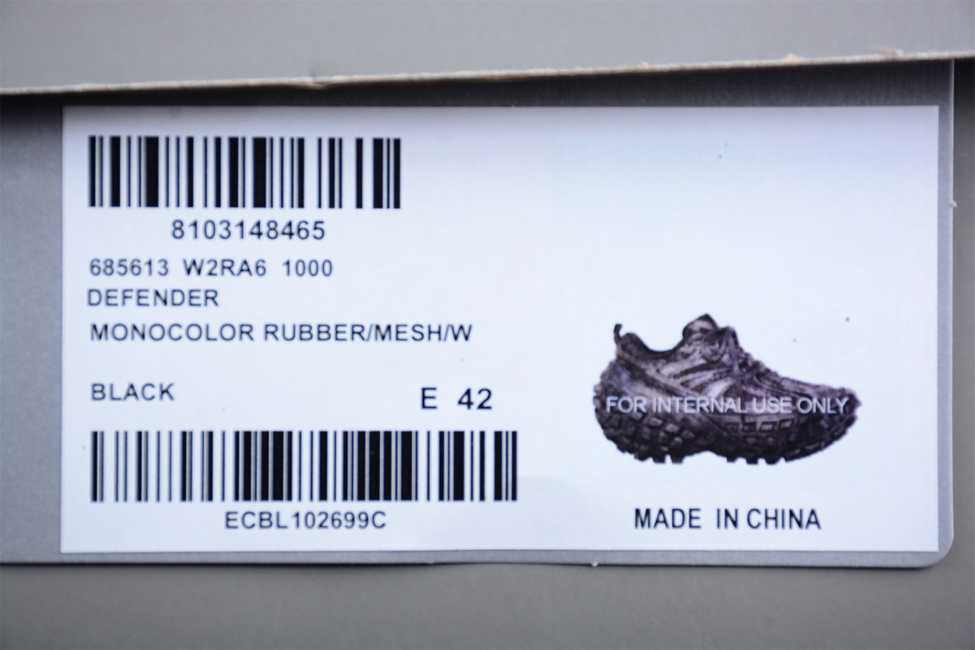 8103148465
685613 W2RA6 1000
DEFENDER
MONOCOLOR RUBBER/MESH/W
BLACK
E 42
FOR INTERNAL USE ONLY
ECBL102699C
MADE IN CHINA